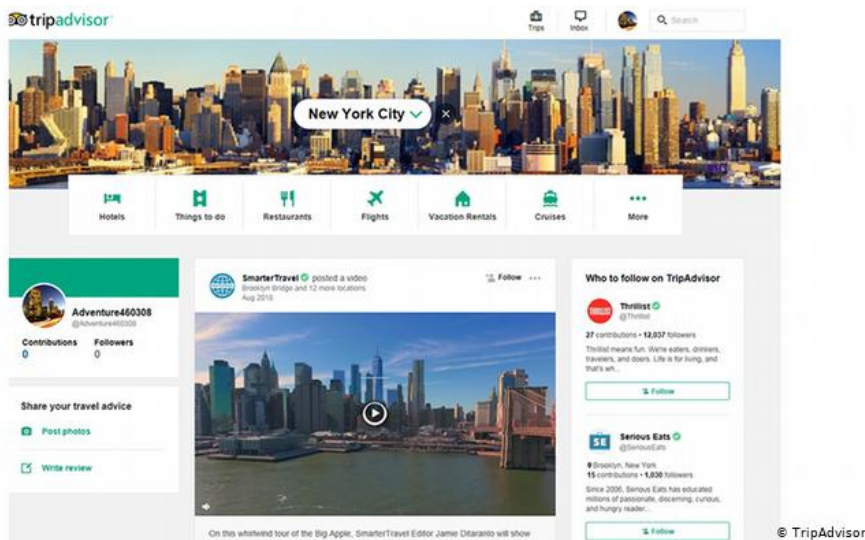 tripadvisor
Trips
Inbox
Search
New York City
Hotels
Things to do
Restaurants
Flights
Vacation Rentals
Cruises
More
Adventure460308
@Adventure460308
Contributions
Followers
0
0
Share your travel advice
Post photos
Write review
SmarterTravel posted a video
Brooklyn Bridge and 12 more locations
Aug 2018
Follow
On this whirlwind tour of the Big Apple, SmarterTravel Editor Jamie Ditaranto will show
Who to follow on TripAdvisor
THRILLIST
Thrillist
@Thrillist
27 contributions • 12,037 followers
Thrillist means fun. We're eaters, drinkers,
travelers, and doers. Life is for living, and
that's wh...
Follow
SE
Serious Eats
@SeriousEats
Brooklyn, New York
15 contributions • 1,030 followers
Since 2006, Serious Eats has educated
millions of passionate, discerning, curious,
and hungry reader...
Follow
© TripAdvisor